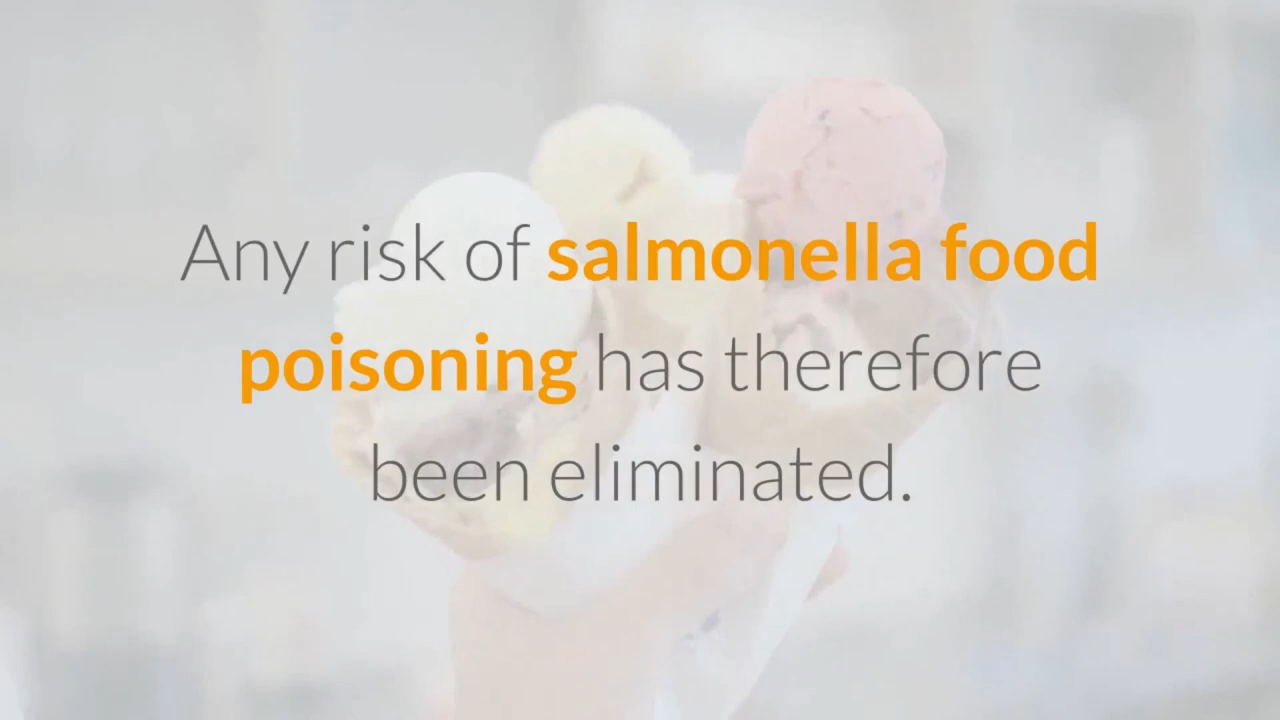 Any risk of salmonella food
poisoning has therefore
been eliminated.